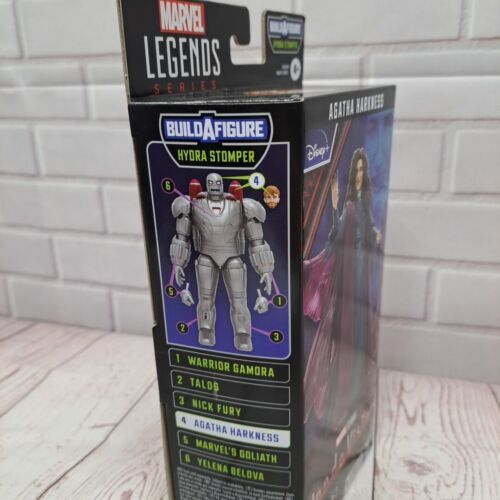 MARVEL
LEGENDS
SERIES
BUILD A FIGURE
HYDRA STOMPER
BUILD A FIGURE
HYDRA STOMPER
6
4
5
1
2
3
1 WARRIOR GAMORA
2 TALOS
3 NICK FURY
4 AGATHA HARKNESS
5 MARVEL'S GOLIATH
6 YELENA BELOVA
AGATHA HARKNESS
Disney+